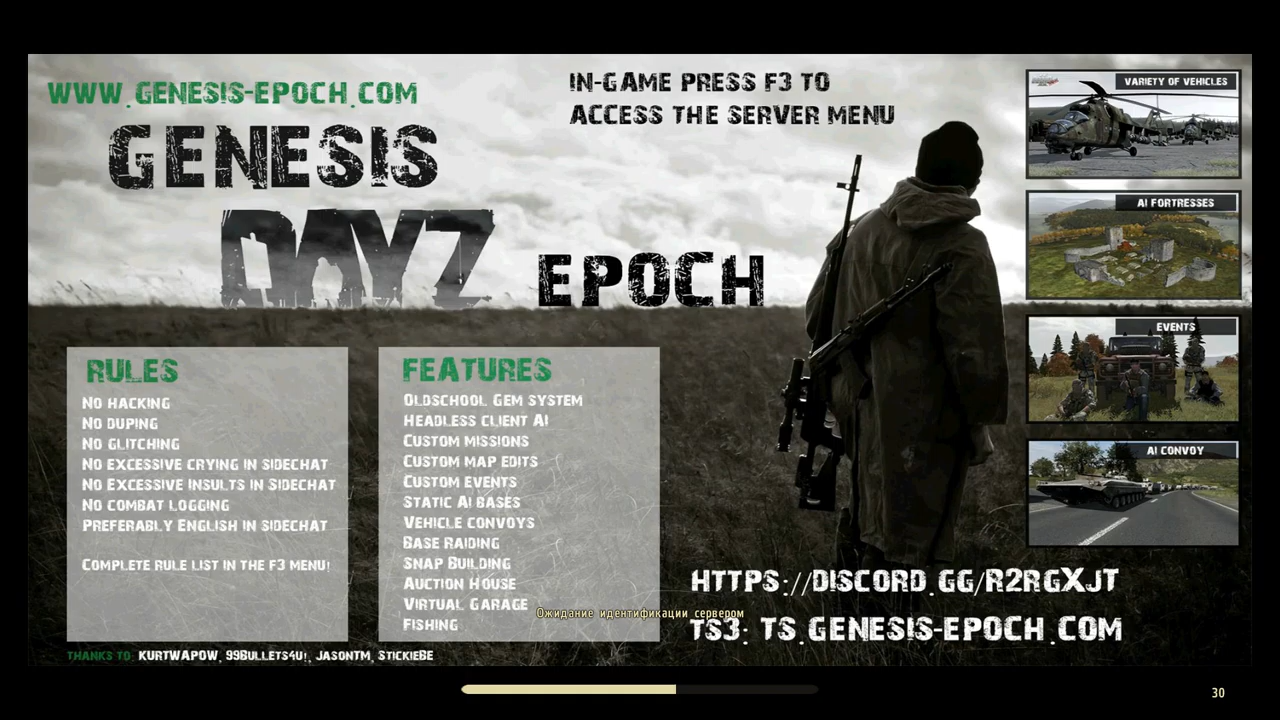 WWW.GENESIS-EPOCH.COM
GENESIS
DAYZ
EPOCH
IN-GAME PRESS F3 TO
ACCESS THE SERVER MENU
VARIETY OF VEHICLES
AI FORTRESSES
EVENTS
AI CONVOY
RULES
NO HACKING
NO DUPING
NO GLITCHING
NO EXCESSIVE CRYING IN SIDECHAT
NO EXCESSIVE INSULTS IN SIDECHAT
NO COMBAT LOGGING
PREFERABLY ENGLISH IN SIDECHAT
COMPLETE RULE LIST IN THE F3 MENU!
FEATURES
OLDSCHOOL GEM SYSTEM
HEADLESS CLIENT AI
CUSTOM MISSIONS
CUSTOM MAP EDITS
CUSTOM EVENTS
STATIC AI BASES
VEHICLE CONVOYS
BASE RAIDING
SNAP BUILDING
AUCTION HOUSE
VIRTUAL GARAGE
FISHING
Ожидание идентификации сервером
HTTPS://DISCORD.GG/R2RGXJT
TS3: TS.GENESIS-EPOCH.COM
THANKS TO: KURTWAPOW, 99BULLETS4U!, JASONTM, STICKIEBE
30